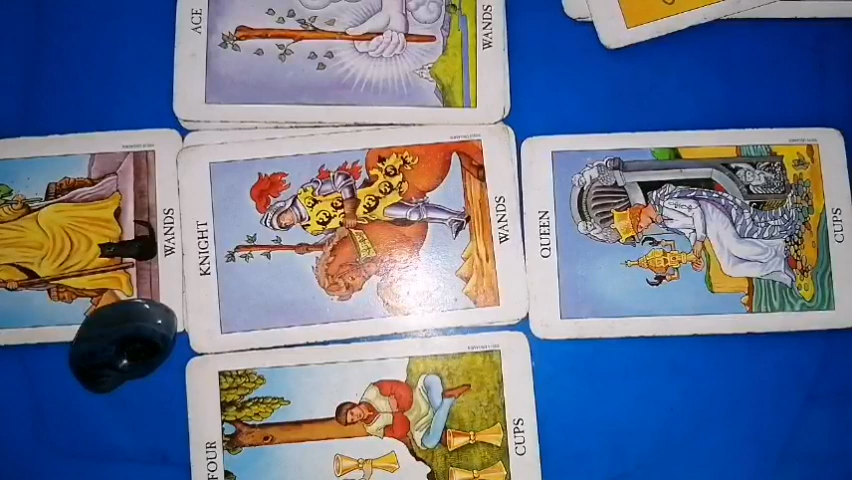 ACE
WANDS
WANDS
KNIGHT
WANDS
QUEEN
CUPS
FOUR
CUPS